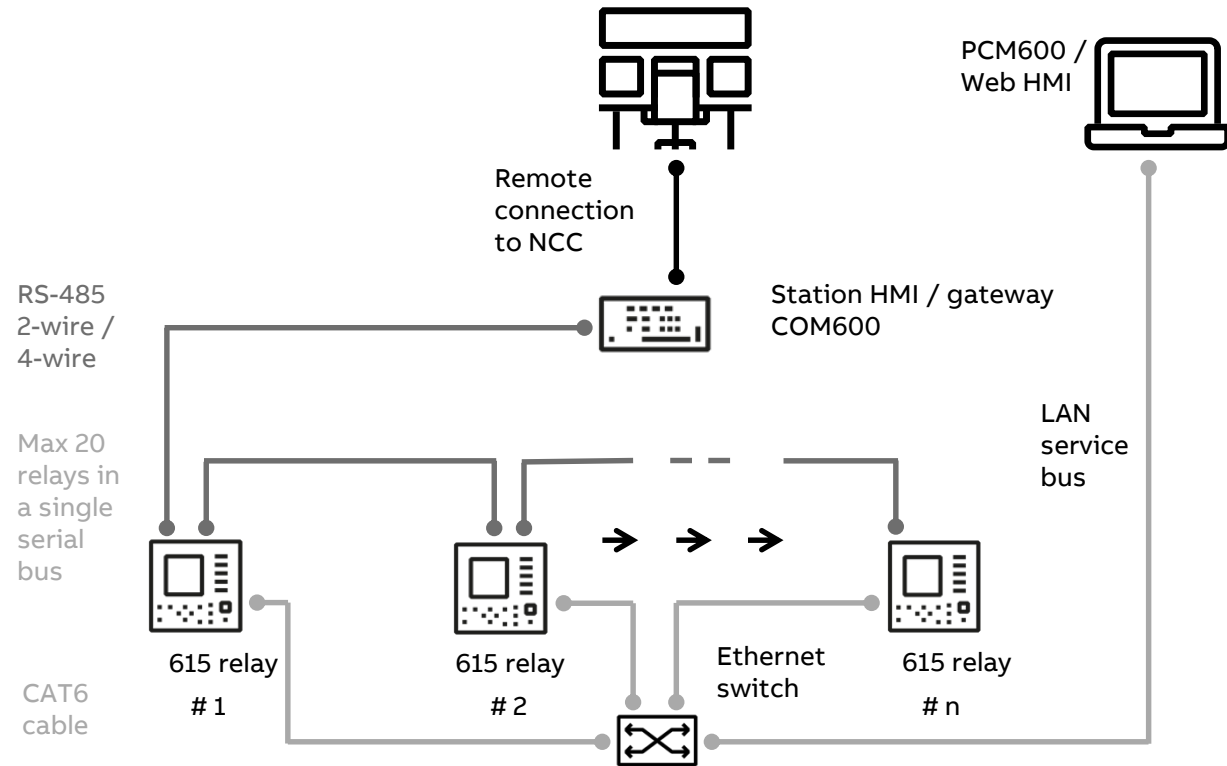 PCM600 /
Web HMI
Remote
connection
to NCC
RS-485
2-wire /
4-wire
Station HMI / gateway
COM600
Max 20
relays in
a single
serial
bus
LAN
service
bus
615 relay
# 1
615 relay
# 2
Ethernet
switch
615 relay
# n
CAT6
cable